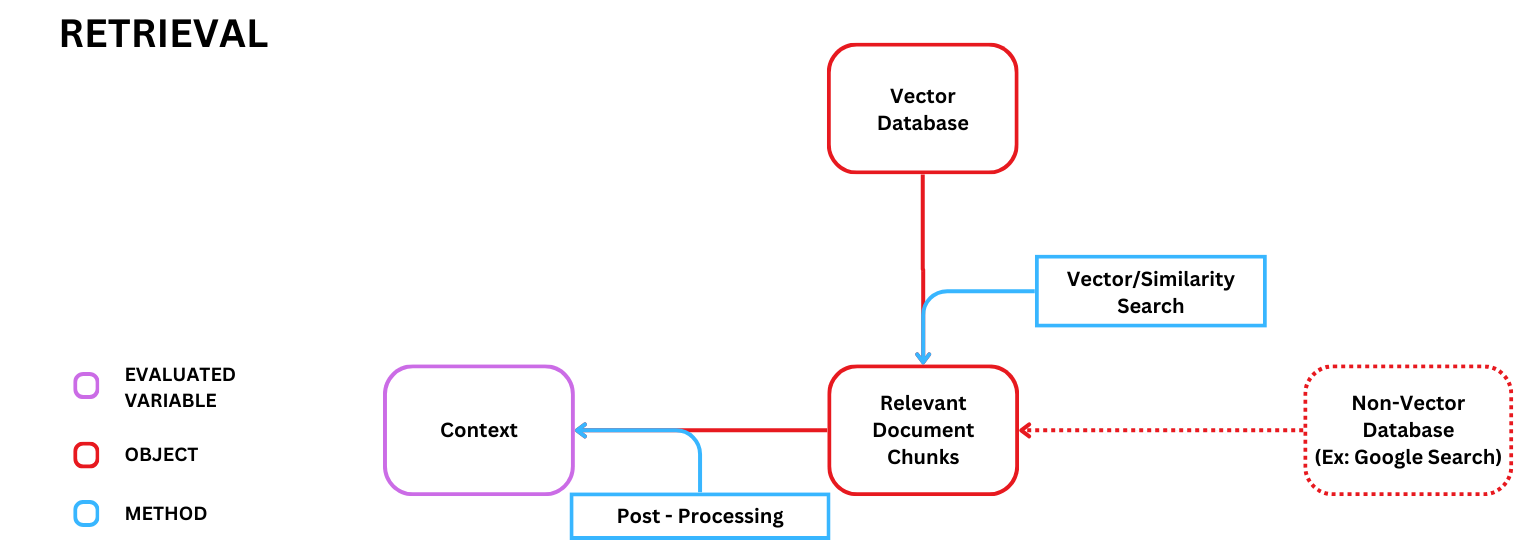 RETRIEVAL
Vector
Database
Vector/Similarity
Search
EVALUATED
VARIABLE
OBJECT
METHOD
Context
Relevant
Document
Chunks
Non-Vector
Database
(Ex: Google Search)
Post - Processing